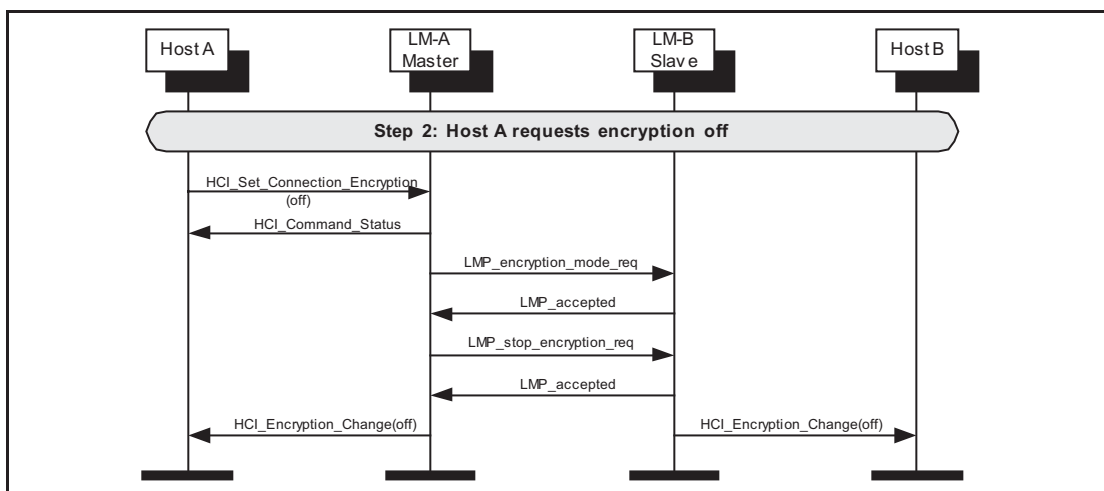 Host A
LM-A
Master
LM-B
Slave
Host B
Step 2: Host A requests encryption off
HCI_Set_Connection_Encryption
(off)
HCI_Command_Status
LMP_encryption_mode_req
LMP_accepted
LMP_stop_encryption_req
LMP_accepted
HCI_Encryption_Change(off)
HCI_Encryption_Change(off)